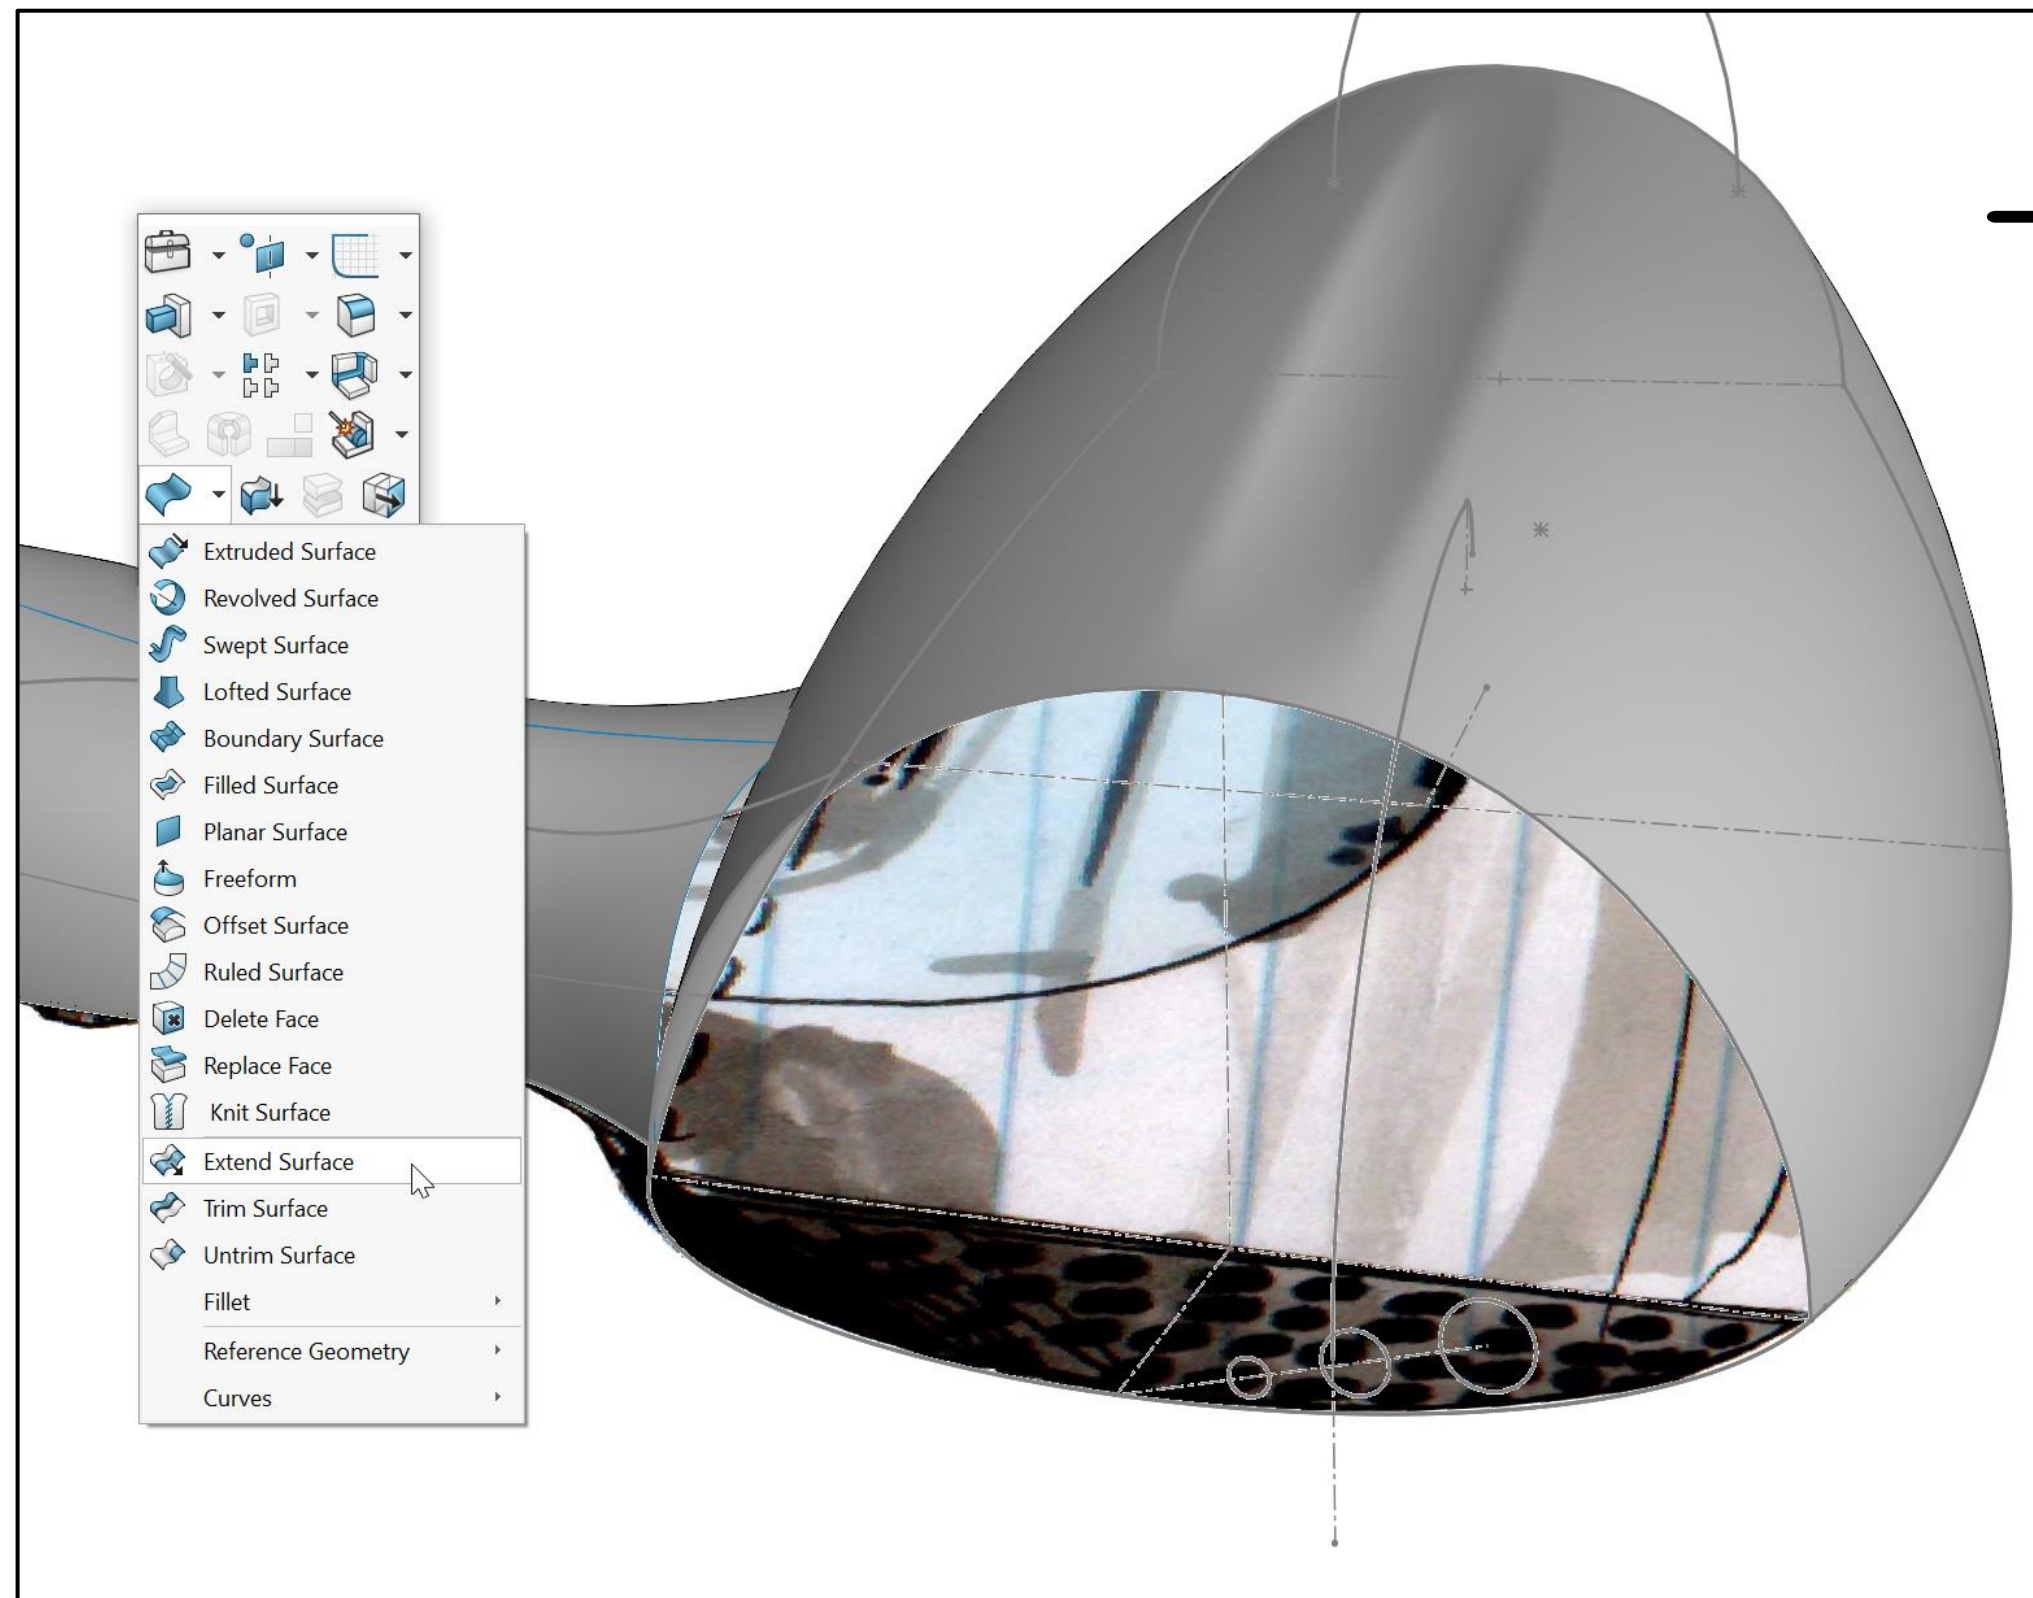 Extruded Surface
Revolved Surface
Swept Surface
Lofted Surface
Boundary Surface
Filled Surface
Planar Surface
Freeform
Offset Surface
Ruled Surface
Delete Face
Replace Face
Knit Surface
Extend Surface
Trim Surface
Untrim Surface
Fillet
Reference Geometry
Curves